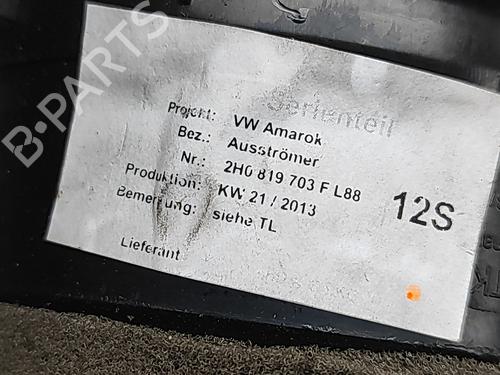 B-PARTS
Serienteil
Projekt: VW Amarok
Bez.: Ausströmer
Nr.: 2H0 819 703 F L88
Produktion: KW 21 / 2013
Bemerkung: siehe TL
12S
Lieferant